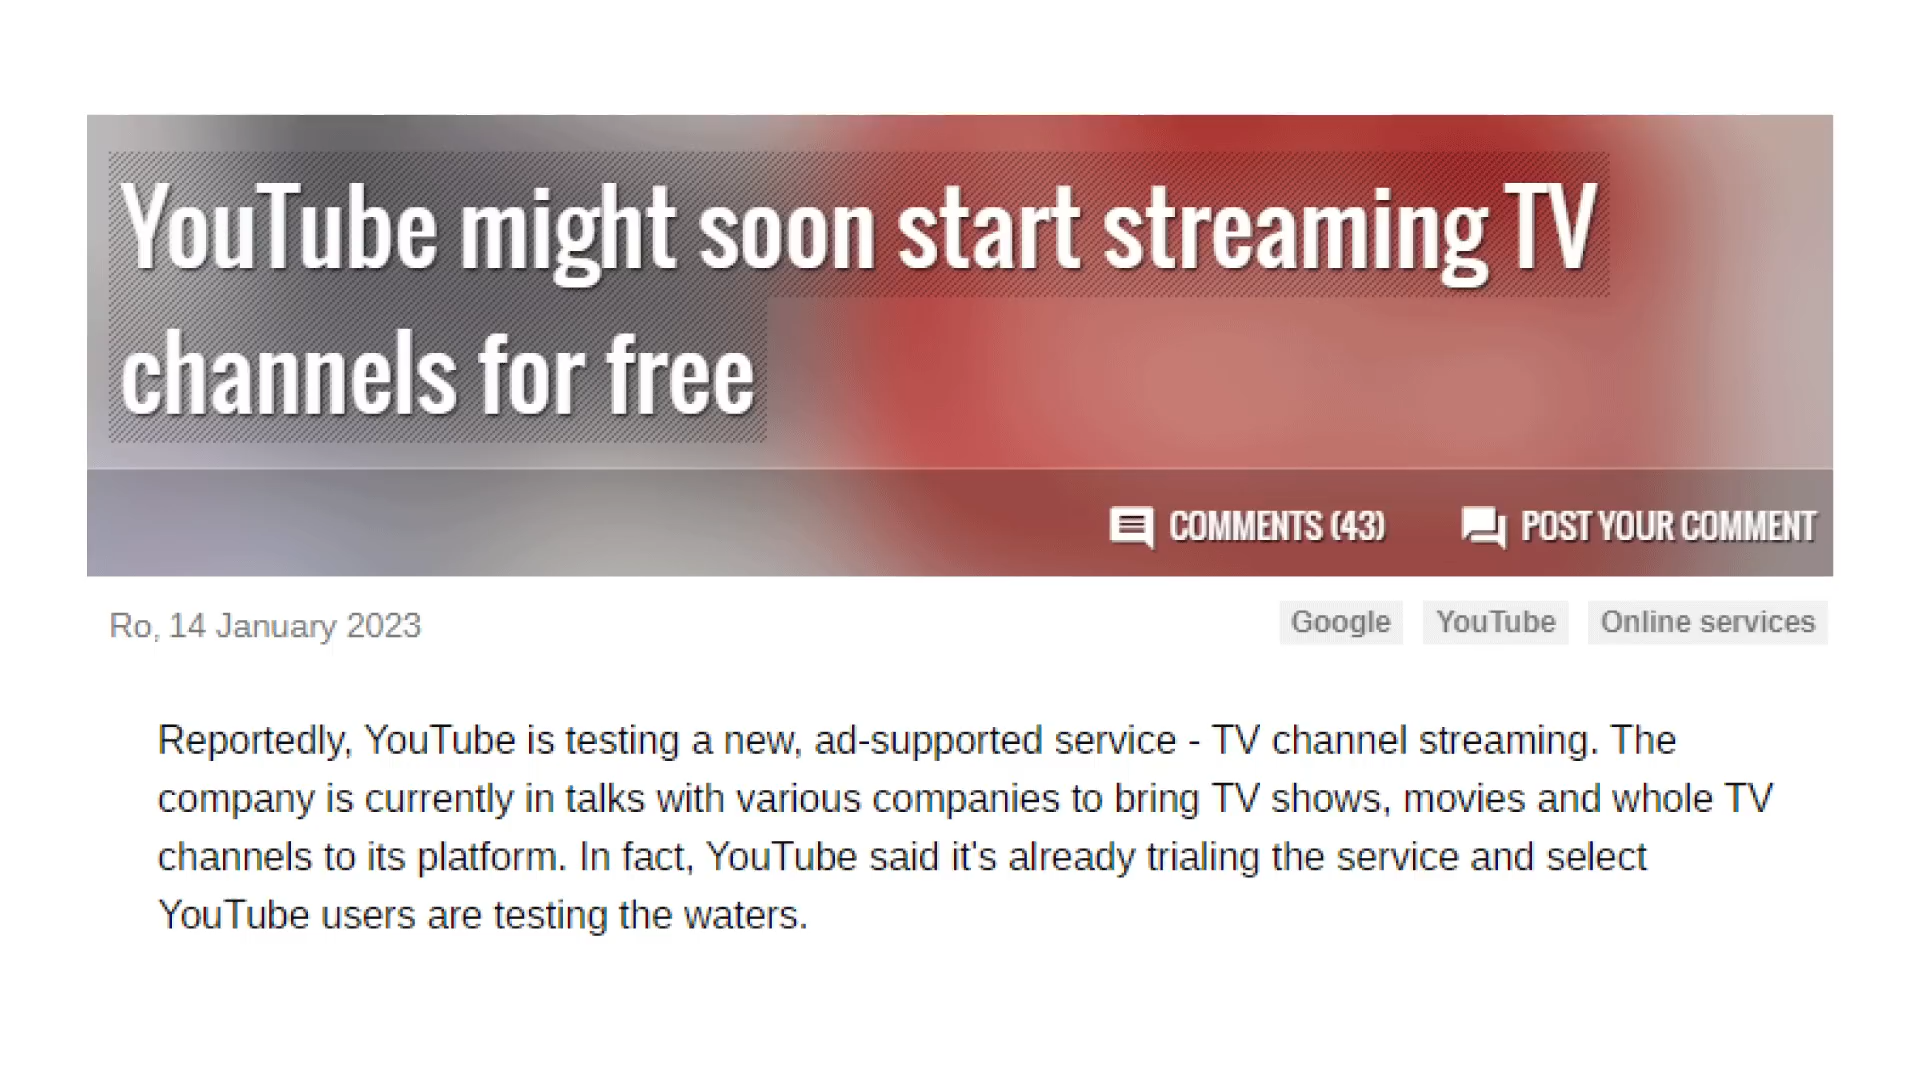 YouTube might soon start streaming TV
channels for free
COMMENTS (43)
POST YOUR COMMENT
Ro, 14 January 2023
Google
YouTube
Online services
Reportedly, YouTube is testing a new, ad-supported service - TV channel streaming. The
company is currently in talks with various companies to bring TV shows, movies and whole TV
channels to its platform. In fact, YouTube said it's already trialing the service and select
YouTube users are testing the waters.